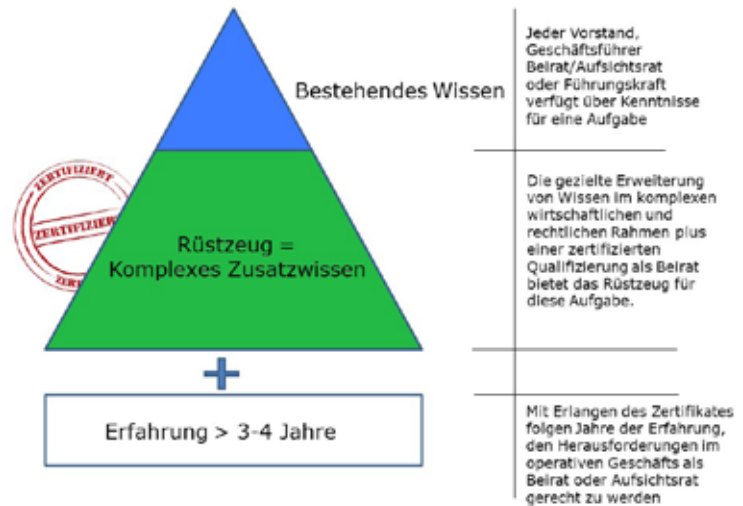 Bestehendes Wissen
Jeder Vorstand,
Geschäftsführer
Beirat/Aufsichtsrat
oder Führungskraft
verfügt über Kenntnisse
für eine Aufgabe
ZERTIFIZIERT
ZERTIFIZIER
ZER
Rüstzeug =
Komplexes Zusatzwissen
Die gezielte Erweiterung
von Wissen im komplexen
wirtschaftlichen und
rechtlichen Rahmen plus
einer zertifizierten
Qualifizierung als Beirat
bietet das Rüstzeug für
diese Aufgabe.
+
Erfahrung > 3-4 Jahre
Mit Erlangen des Zertifikates
folgen Jahre der Erfahrung,
den Herausforderungen im
operativen Geschäfts als
Beirat oder Aufsichtsrat
gerecht zu werden